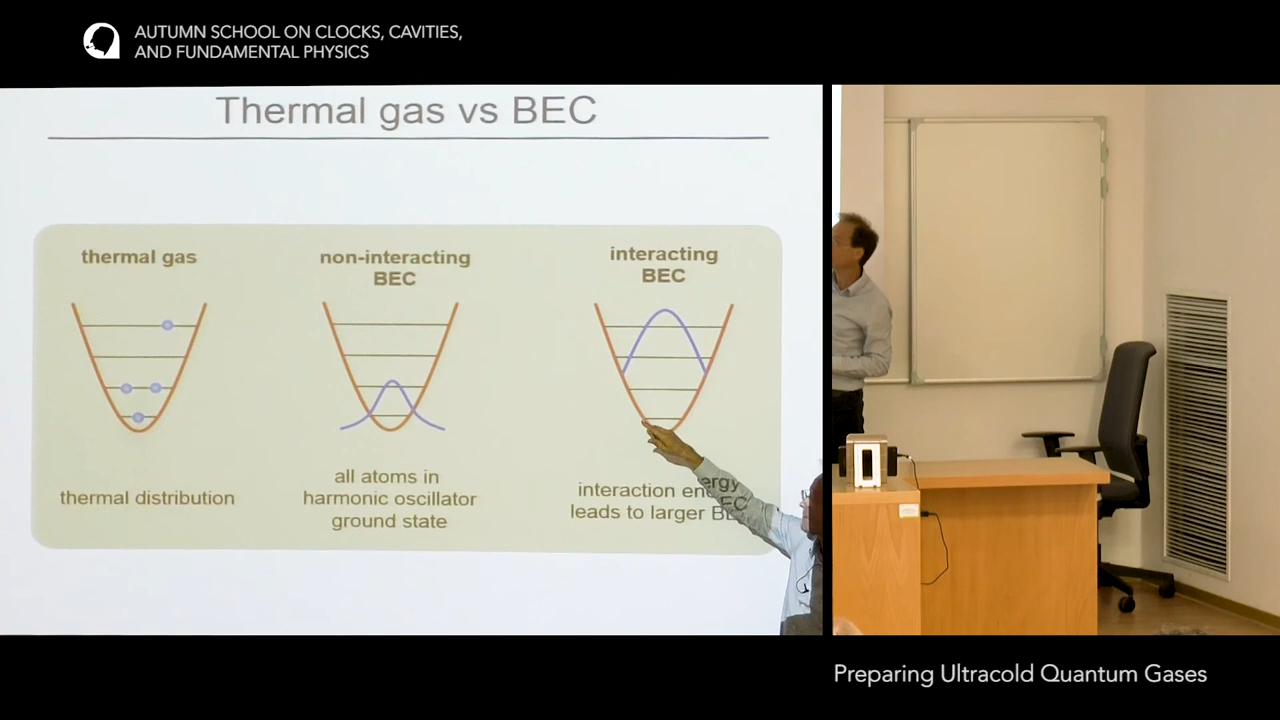 AUTUMN SCHOOL ON CLOCKS, CAVITIES,
AND FUNDAMENTAL PHYSICS
Thermal gas vs BEC
thermal gas
non-interacting
BEC
interacting
BEC
thermal distribution
all atoms in
harmonic oscillator
ground state
interaction energy
leads to larger BEC
Preparing Ultracold Quantum Gases